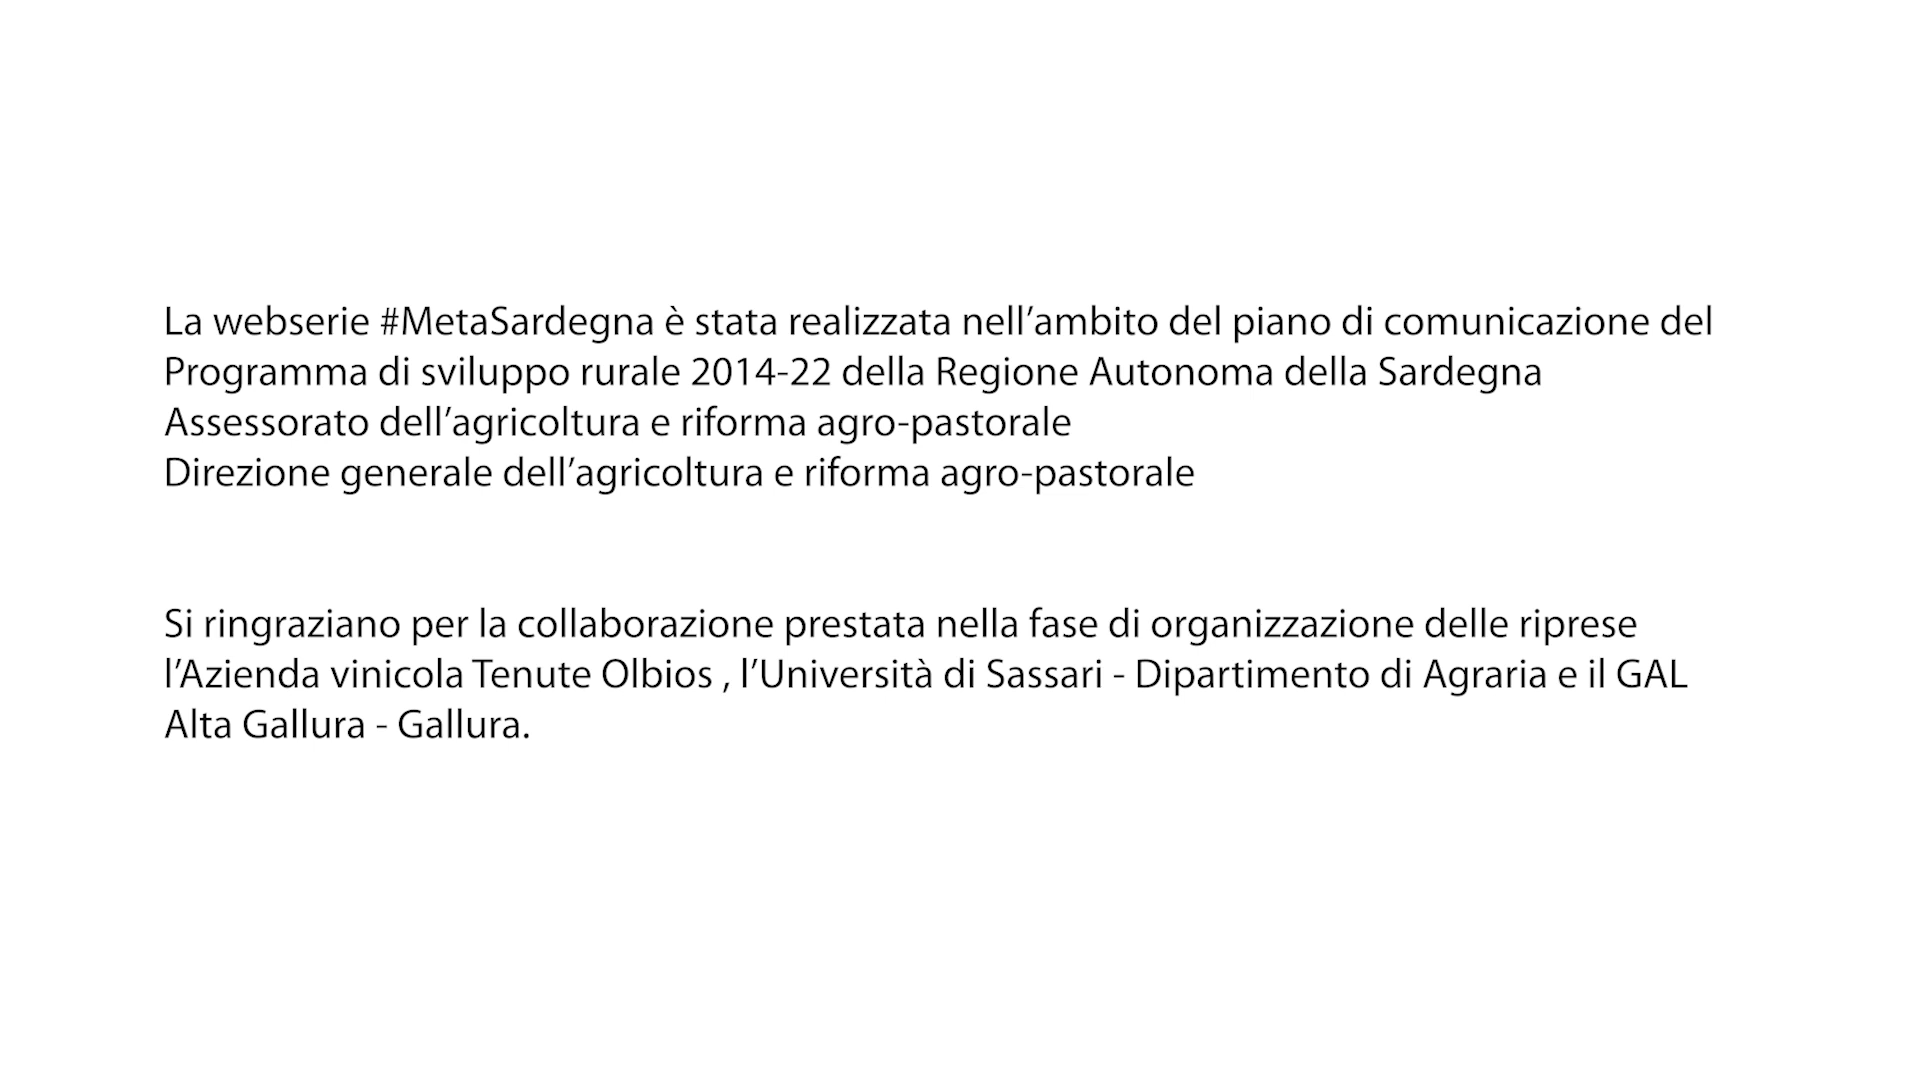 La webserie #MetaSardegna è stata realizzata nell’ambito del piano di comunicazione del
Programma di sviluppo rurale 2014-22 della Regione Autonoma della Sardegna
Assessorato dell’agricoltura e riforma agro-pastorale
Direzione generale dell’agricoltura e riforma agro-pastorale
Si ringraziano per la collaborazione prestata nella fase di organizzazione delle riprese
l’Azienda vinicola Tenute Olbios , l’Università di Sassari - Dipartimento di Agraria e il GAL
Alta Gallura - Gallura.